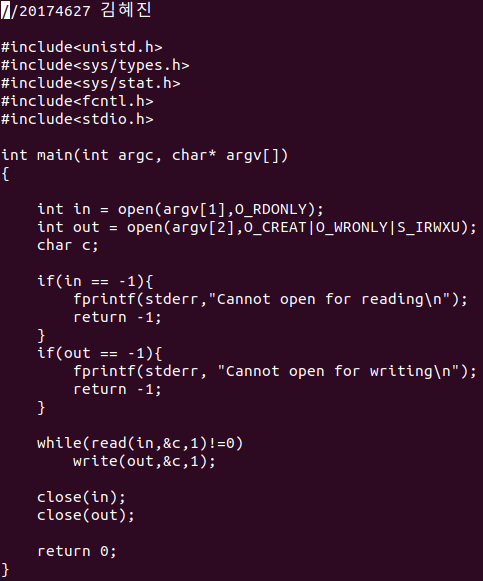 //20174627 김혜진

#include<unistd.h>
#include<sys/types.h>
#include<sys/stat.h>
#include<fcntl.h>
#include<stdio.h>

int main(int argc, char* argv[])
{

    int in = open(argv[1],O_RDONLY);
    int out = open(argv[2],O_CREAT|O_WRONLY|S_IRWXU);
    char c;

    if(in == -1){
        fprintf(stderr,"Cannot open for reading\n");
        return -1;
    }
    if(out == -1){
        fprintf(stderr, "Cannot open for writing\n");
        return -1;
    }

    while(read(in,&c,1)!=0)
        write(out,&c,1);

    close(in);
    close(out);

    return 0;
}